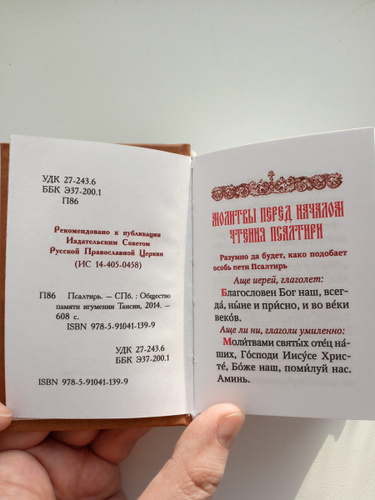 УДК 27-243.6
ББК Э37-200.1
П86
Рекомендовано к публикации
Издательским Советом
Русской Православной Церкви
(ИС 14-405-0458)
П86 Псалтирь. — СПб. : Общество
памяти игумении Таисии, 2014. —
608 с.
ISBN 978-5-91041-139-9
УДК 27-243.6
ББК Э37-200.1
ISBN 978-5-91041-139-9
МОЛИТВЫ ПЕРЕД НАЧАЛОМ
ЧТЕНИЯ ПСАЛТИРИ
Разумно да будет, како подобает
особь пети Псалтирь
Аще иерей, глаголет:
Благослове́н Бог наш, всег-
да́, ны́не и при́сно, и во ве́ки
веко́в.
Аще ли ни, глаголи умиленно:
Моли́твами святы́х оте́ц на́-
ших, Го́споди Иису́се Христе́-
, Бо́же наш, поми́луй нас.
Ами́нь.